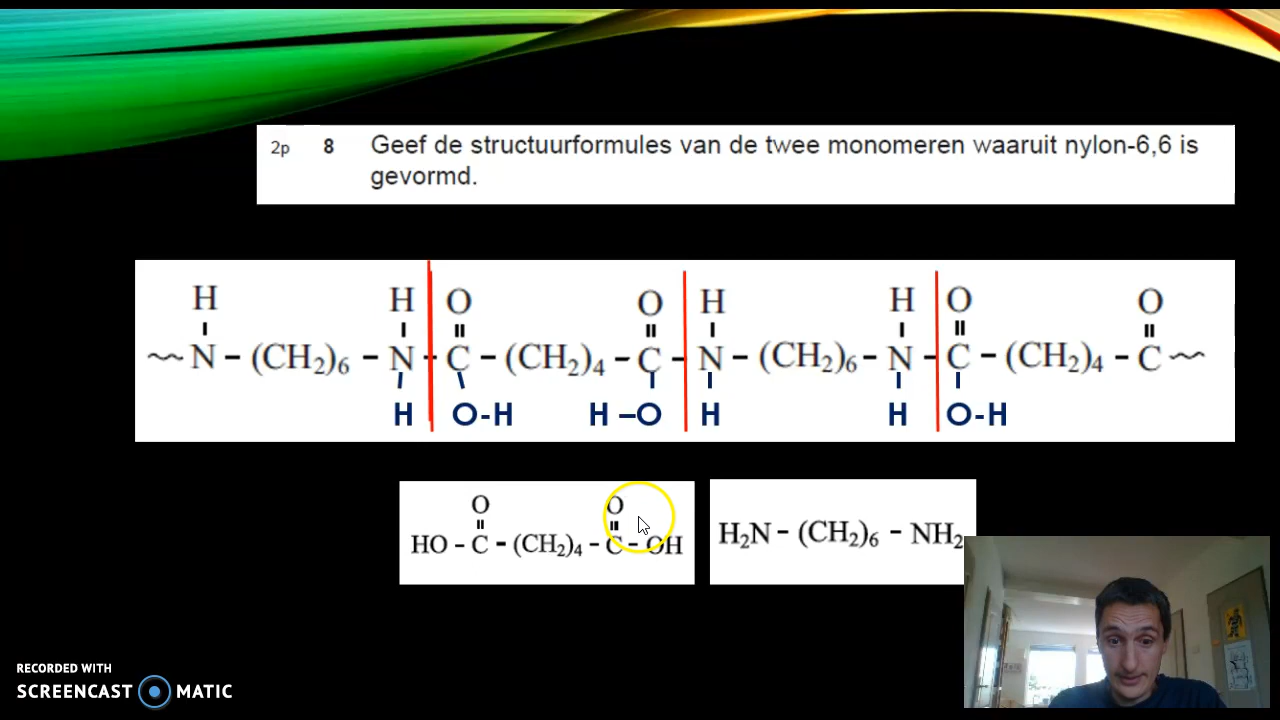 2p 8 Geef de structuurformules van de twee monomeren waaruit nylon-6,6 is
gevormd.
H H O O H H O O
N – (CH₂)₆ – N – C – (CH₂)₄ – C – N – (CH₂)₆ – N – C – (CH₂)₄ – C
H O-H H –O H H O-H
O O
HO – C – (CH₂)₄ – C – OH
H₂N – (CH₂)₆ – NH₂
RECORDED WITH
SCREENCAST MATIC